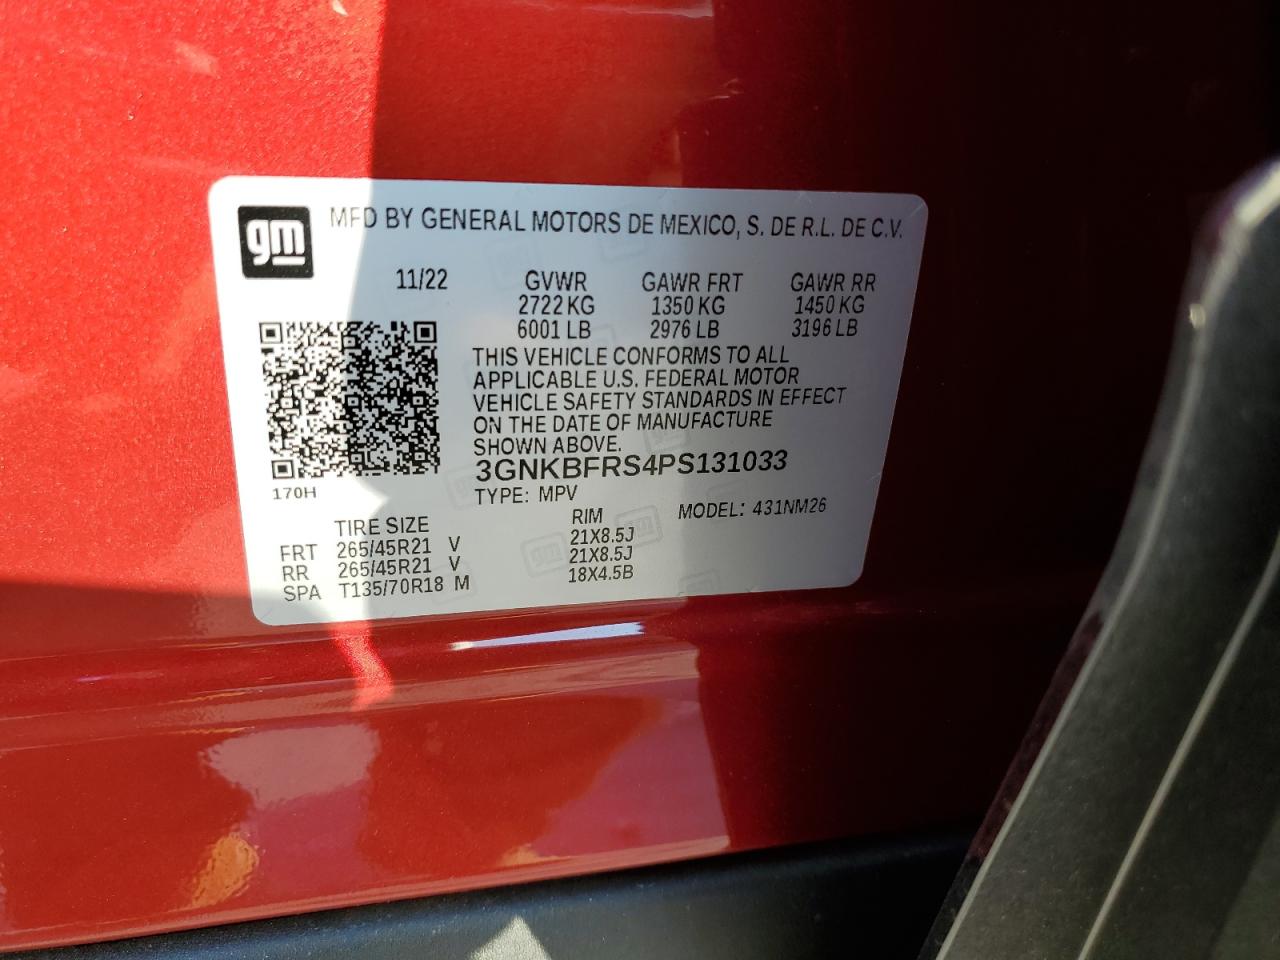 gm
MFD BY GENERAL MOTORS DE MEXICO, S. DE R.L. DE C.V.
11/22 GVWR GAWR FRT GAWR RR
2722 KG 1350 KG 1450 KG
6001 LB 2976 LB 3196 LB
THIS VEHICLE CONFORMS TO ALL
APPLICABLE U.S. FEDERAL MOTOR
VEHICLE SAFETY STANDARDS IN EFFECT
ON THE DATE OF MANUFACTURE
SHOWN ABOVE.
3GNKBFRS4PS131033
170H
TYPE: MPV MODEL: 431NM26
TIRE SIZE RIM
FRT 265/45R21 V 21X8.5J
RR 265/45R21 V 21X8.5J
SPA T135/70R18 M 18X4.5B